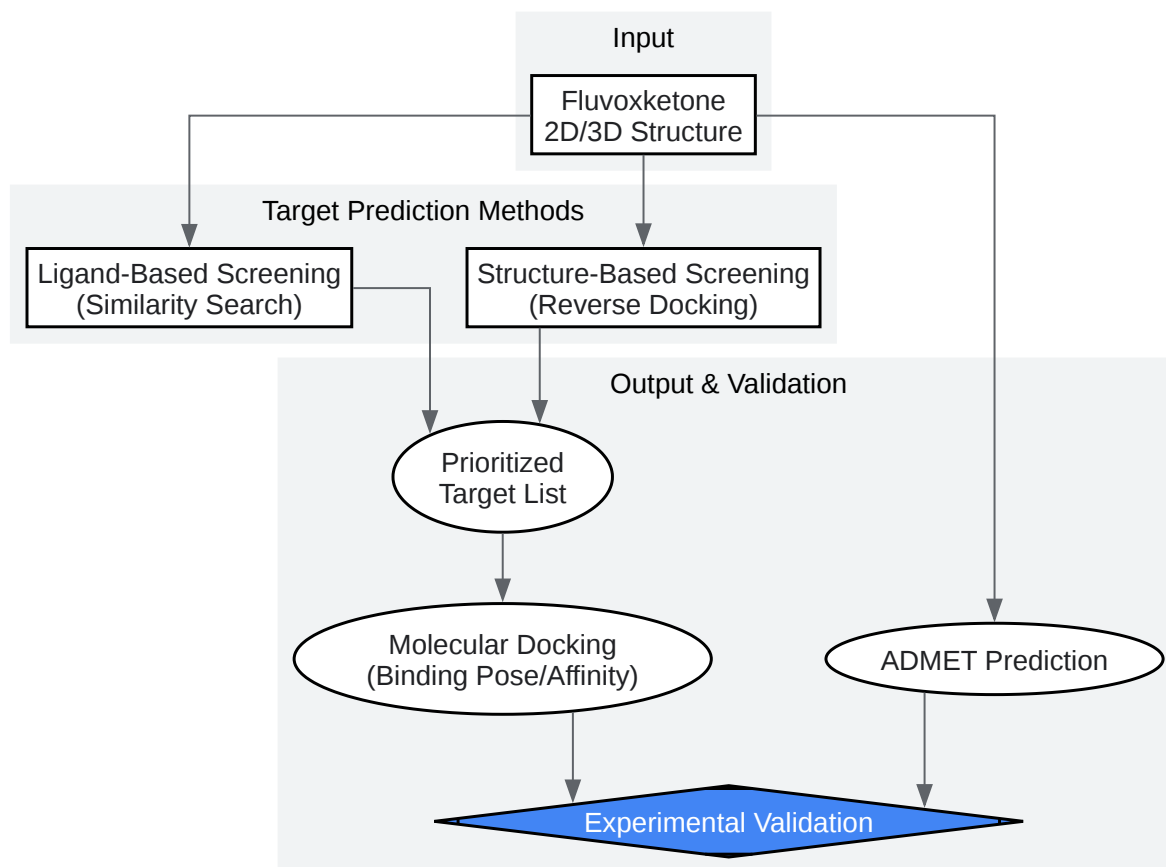 Input
Fluvoxketone
2D/3D Structure
Target Prediction Methods
Ligand-Based Screening
(Similarity Search)
Structure-Based Screening
(Reverse Docking)
Output & Validation
Prioritized
Target List
Molecular Docking
(Binding Pose/Affinity)
ADMET Prediction
Experimental Validation